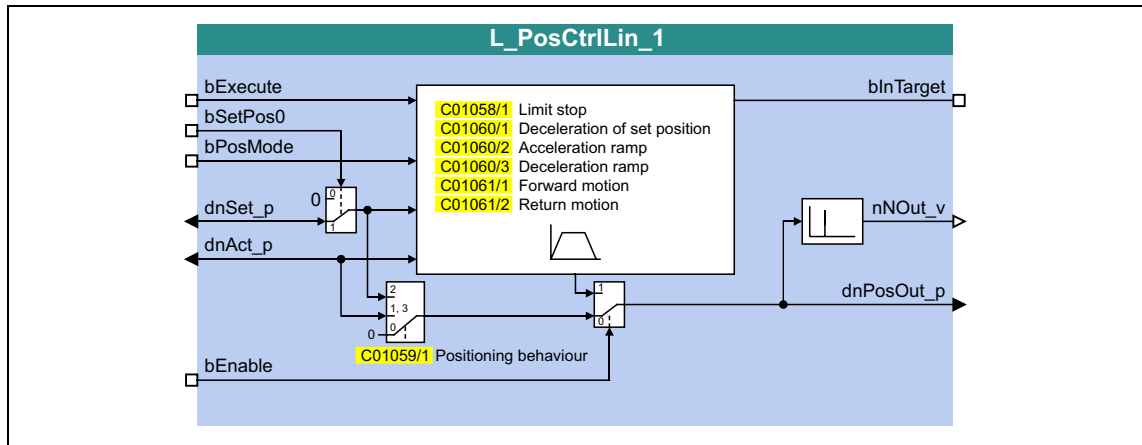 L_PosCtrlLin_1
bExecute
bInTarget
bSetPos0
bPosMode
C01058/1 Limit stop
C01060/1 Deceleration of set position
C01060/2 Acceleration ramp
C01060/3 Deceleration ramp
C01061/1 Forward motion
C01061/2 Return motion
0
0
1
dnSet_p
nNOut_v
dnAct_p
dnPosOut_p
2
1, 3
0
0
1
0
C01059/1 Positioning behaviour
bEnable